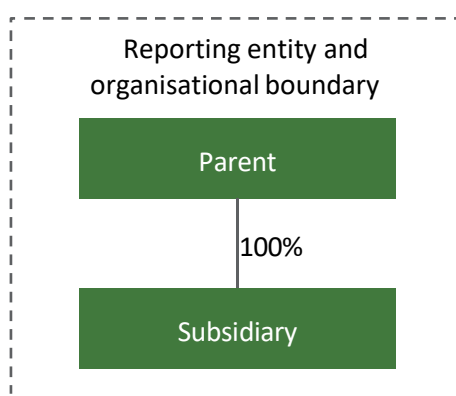 Reporting entity and
organisational boundary
Parent
100%
Subsidiary